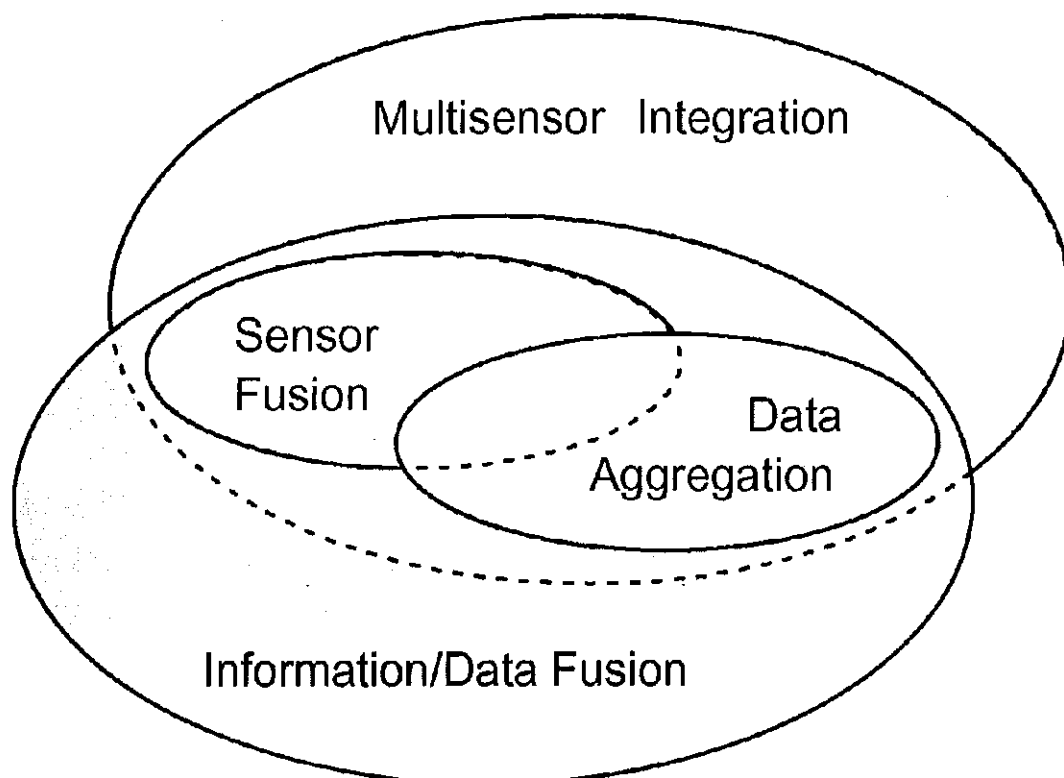 Multisensor Integration
Sensor
Fusion
Data
Aggregation
Information/Data Fusion